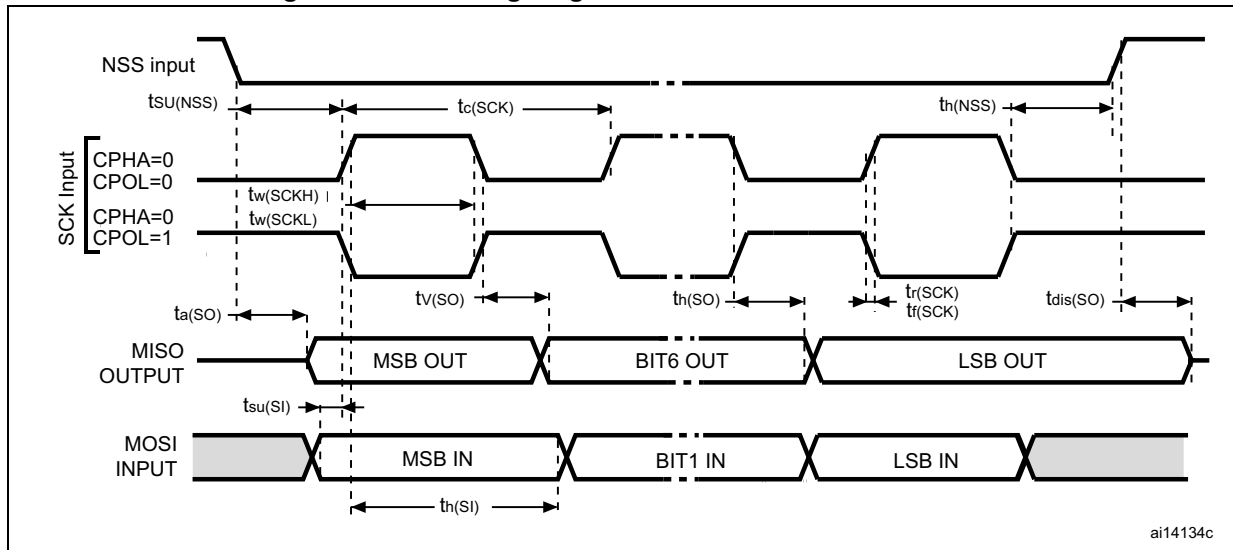 NSS input
tSU(NSS)
tc(SCK)
th(NSS)
SCK Input
CPHA=0
CPOL=0
tw(SCKH)
CPHA=0
tw(SCKL)
CPOL=1
tV(SO)
th(SO)
tr(SCK)
tf(SCK)
tdis(SO)
ta(SO)
MISO
OUTPUT
MSB OUT
BIT6 OUT
LSB OUT
tsu(SI)
MOSI
INPUT
MSB IN
BIT1 IN
LSB IN
th(SI)
ai14134c